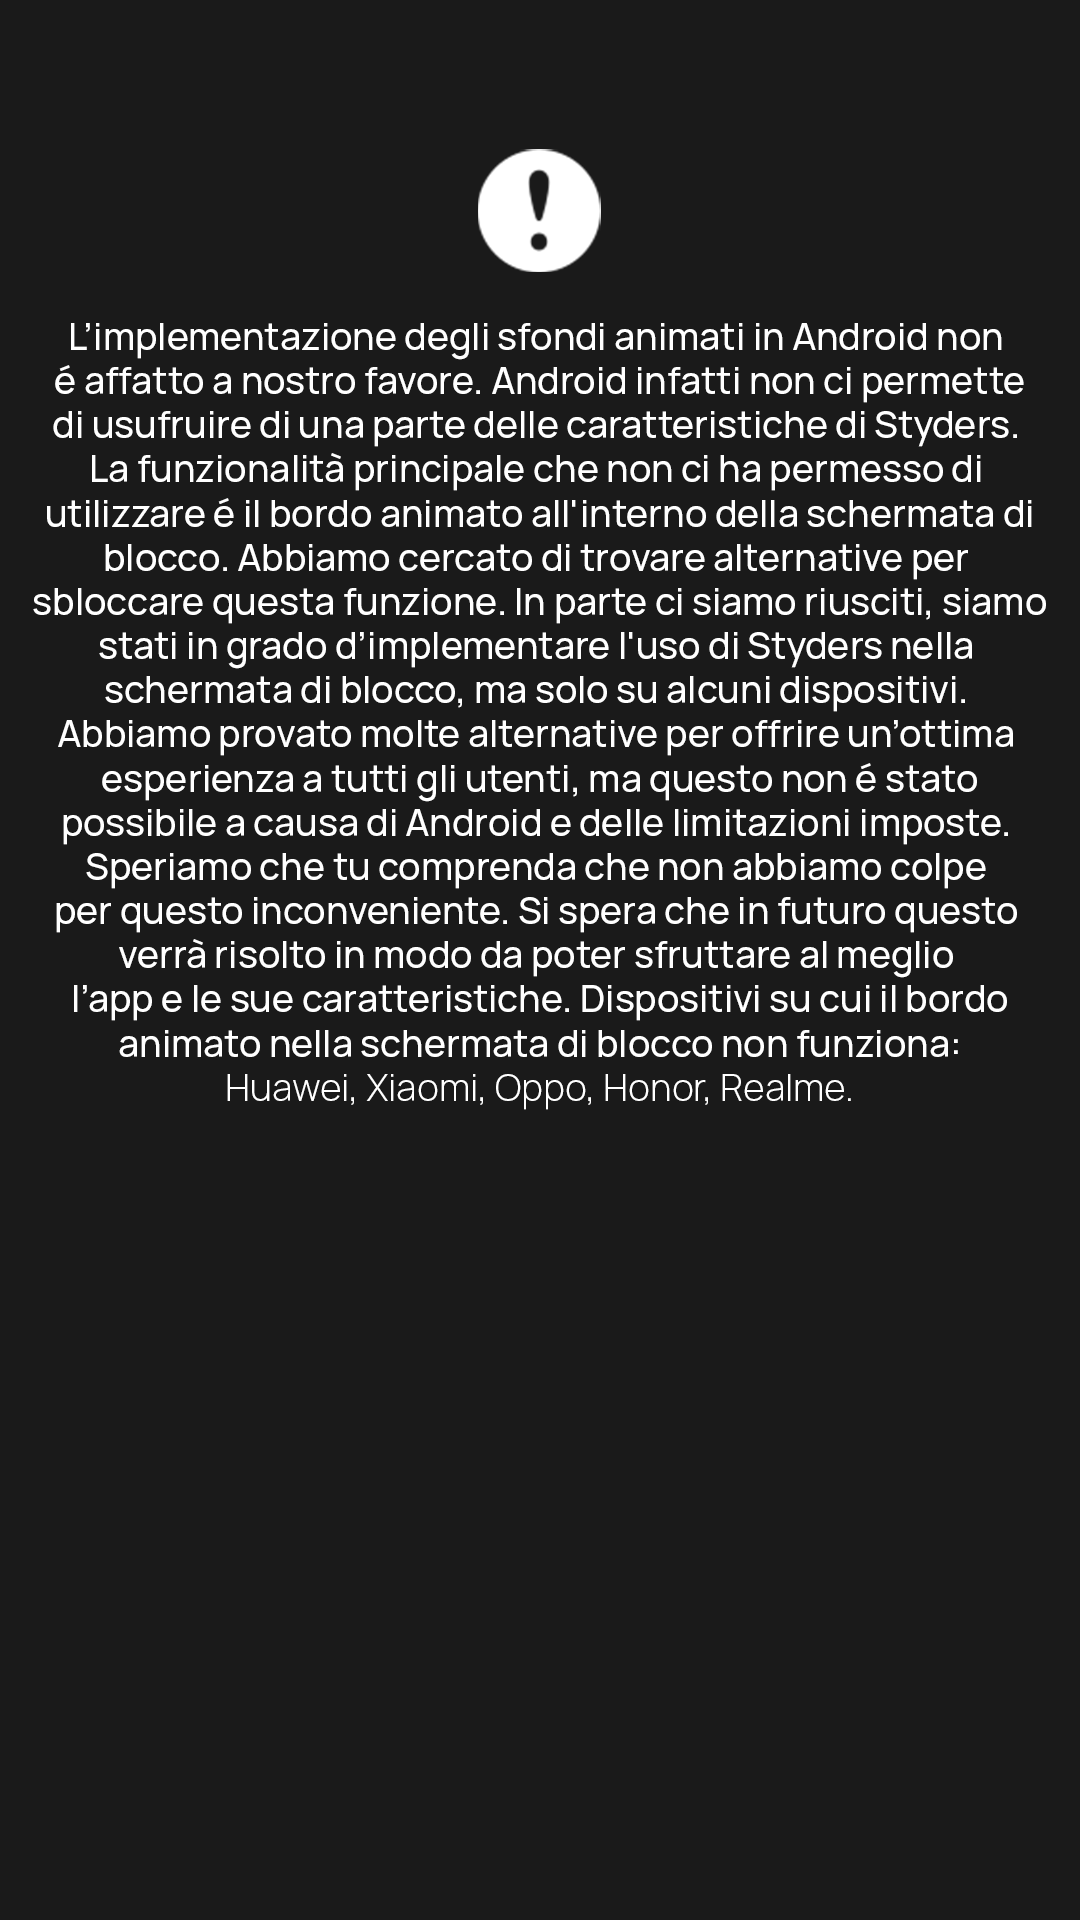 L’implementazione degli sfondi animati in Android non
é affatto a nostro favore. Android infatti non ci permette
di usufruire di una parte delle caratteristiche di Styders.
La funzionalità principale che non ci ha permesso di
utilizzare é il bordo animato all'interno della schermata di
blocco. Abbiamo cercato di trovare alternative per
sbloccare questa funzione. In parte ci siamo riusciti, siamo
stati in grado d’implementare l'uso di Styders nella
schermata di blocco, ma solo su alcuni dispositivi.
Abbiamo provato molte alternative per offrire un’ottima
esperienza a tutti gli utenti, ma questo non é stato
possibile a causa di Android e delle limitazioni imposte.
Speriamo che tu comprenda che non abbiamo colpe
per questo inconveniente. Si spera che in futuro questo
verrà risolto in modo da poter sfruttare al meglio
l’app e le sue caratteristiche. Dispositivi su cui il bordo
animato nella schermata di blocco non funziona:
Huawei, Xiaomi, Oppo, Honor, Realme.